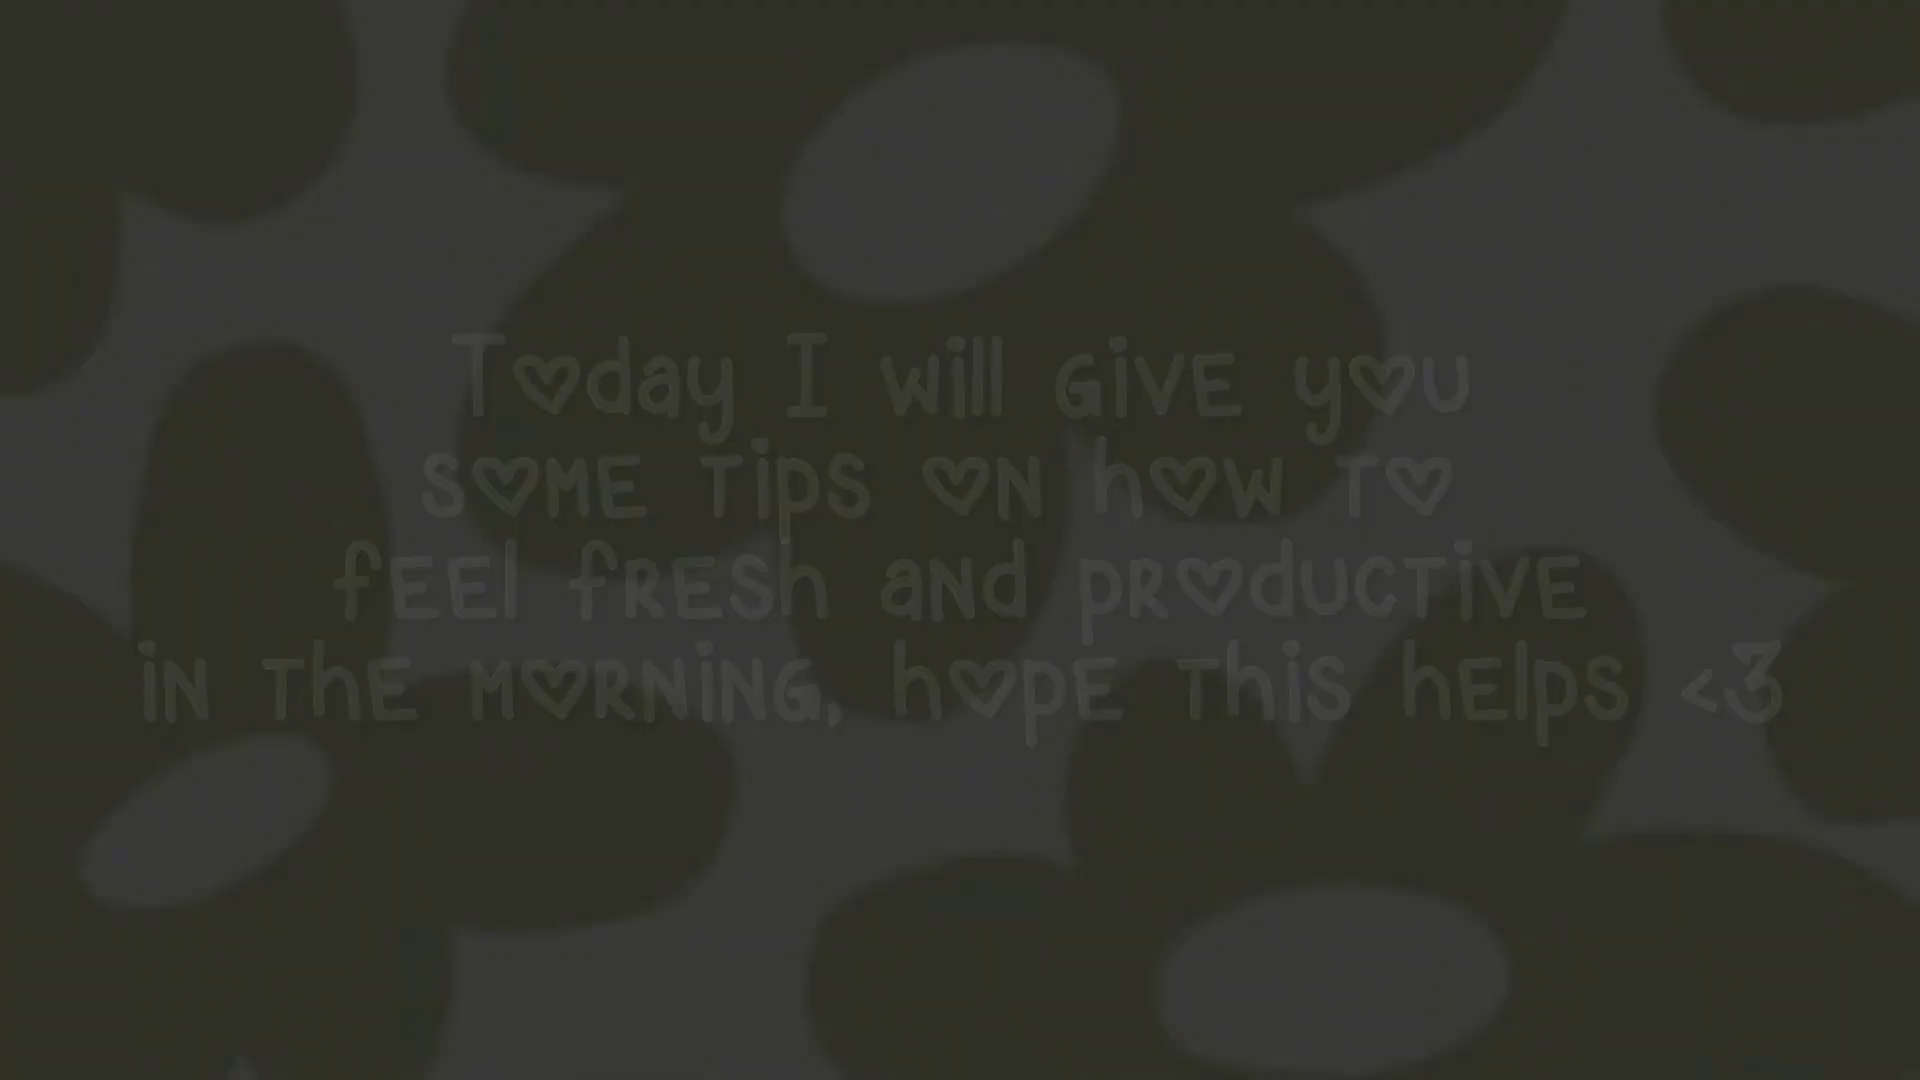 Today I will give you
some tips on how to
feel fresh and productive
in the morning, hope this helps <3